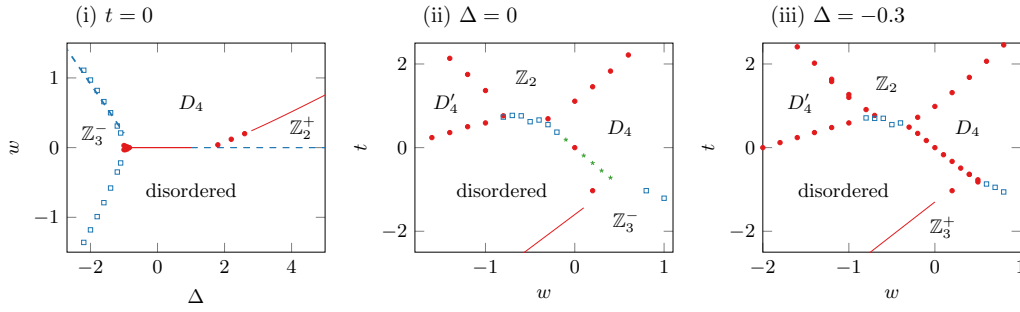 (i) t = 0
(ii) Δ = 0
(iii) Δ = −0.3
1
0
−1
w
−2
0
2
4
Δ
D₄
ℤ₃⁻
ℤ₂⁺
disordered
2
0
−2
t
−1
0
1
w
ℤ₂
D₄′
D₄
disordered
ℤ₃⁻
2
0
−2
t
−2
−1
0
1
w
ℤ₂
D₄′
D₄
disordered
ℤ₃⁺